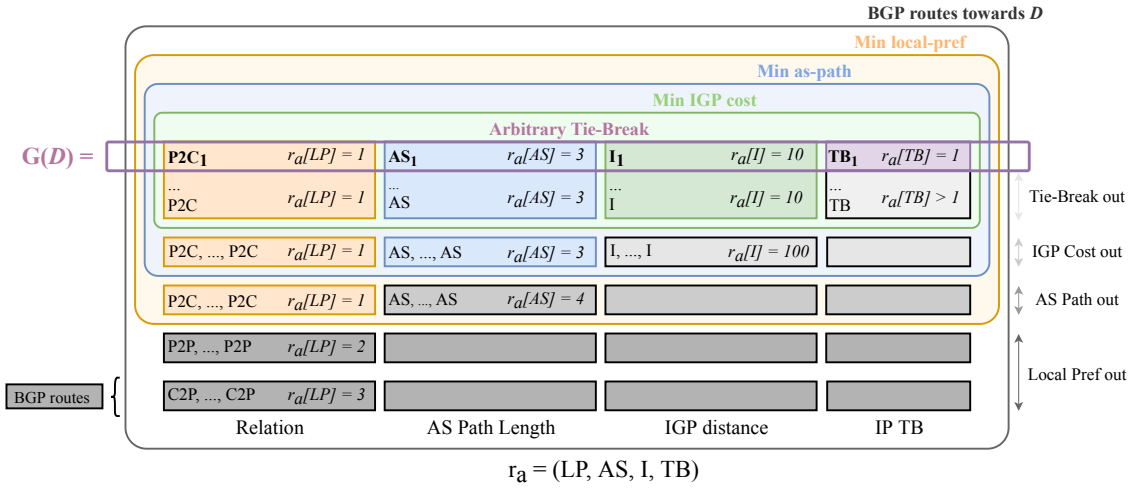 BGP routes towards D
Min local-pref
Min as-path
Min IGP cost
Arbitrary Tie-Break
G(D) =
P2C1 ra[LP] = 1 AS1 ra[AS] = 3 I1 ra[I] = 10 TB1 ra[TB] = 1
... ... ... ...
P2C ra[LP] = 1 AS ra[AS] = 3 I ra[I] = 10 TB ra[TB] > 1
Tie-Break out
P2C, ..., P2C ra[LP] = 1 AS, ..., AS ra[AS] = 3 I, ..., I ra[I] = 100
IGP Cost out
P2C, ..., P2C ra[LP] = 1 AS, ..., AS ra[AS] = 4
AS Path out
P2P, ..., P2P ra[LP] = 2
Local Pref out
BGP routes
C2P, ..., C2P ra[LP] = 3
Relation AS Path Length IGP distance IP TB
ra = (LP, AS, I, TB)